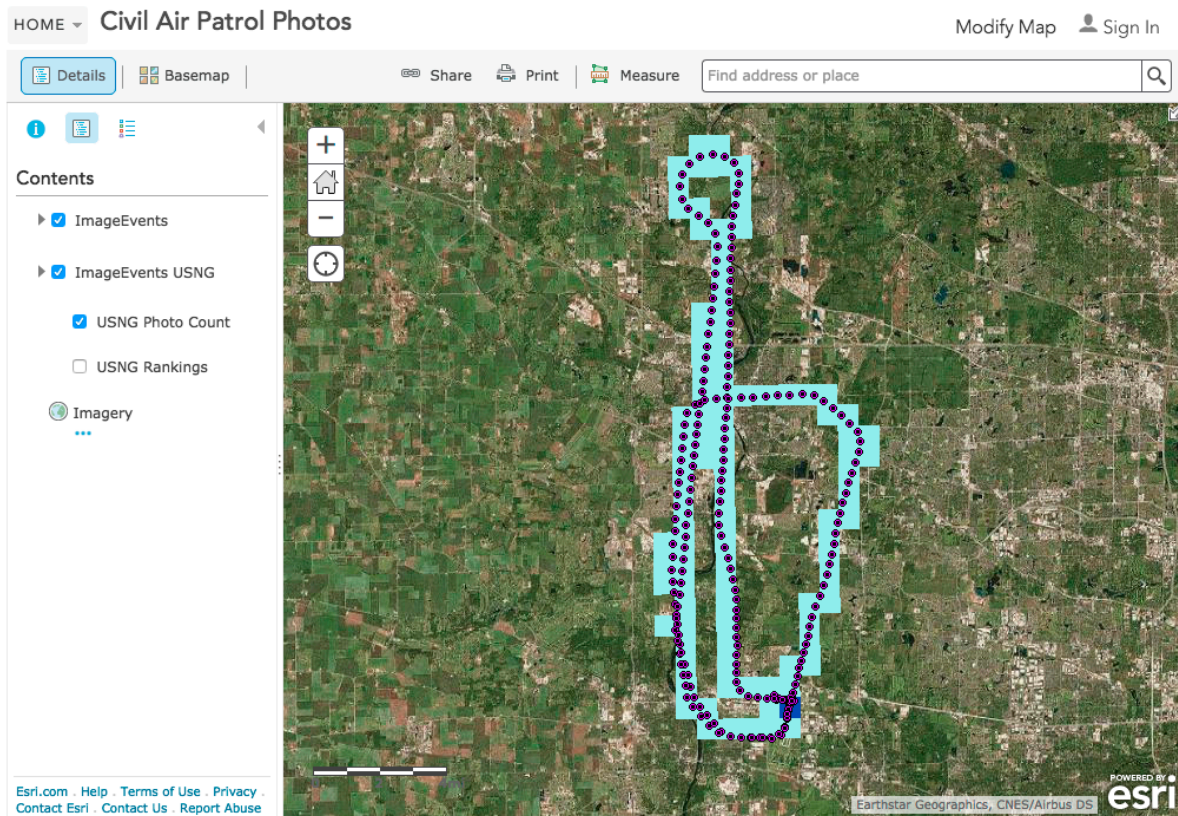 HOME Civil Air Patrol Photos
Modify Map Sign In
Details Basemap Share Print Measure Find address or place
Contents
ImageEvents
ImageEvents USNG
USNG Photo Count
USNG Rankings
Imagery
Esri.com . Help . Terms of Use . Privacy .
Contact Esri . Contact Us . Report Abuse
Earthstar Geographics, CNES/Airbus DS
POWERED BY
esri